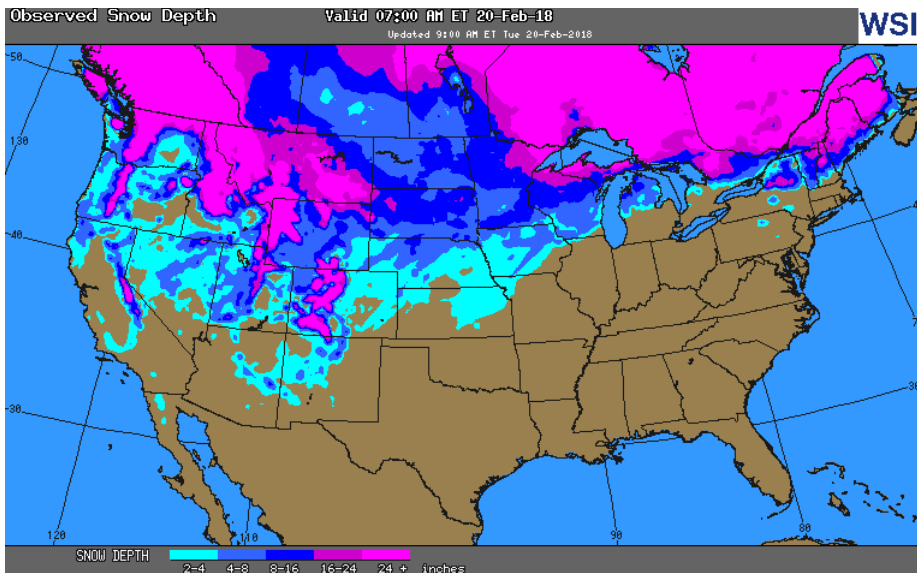 Observed Snow Depth
Valid 07:00 AM ET 20-Feb-18
Updated 9:00 AM ET Tue 20-Feb-2018
WSI
50
130
40
30
30
120
110
90
80
SNOW DEPTH
2-4 4-8 8-16 16-24 24 + inches